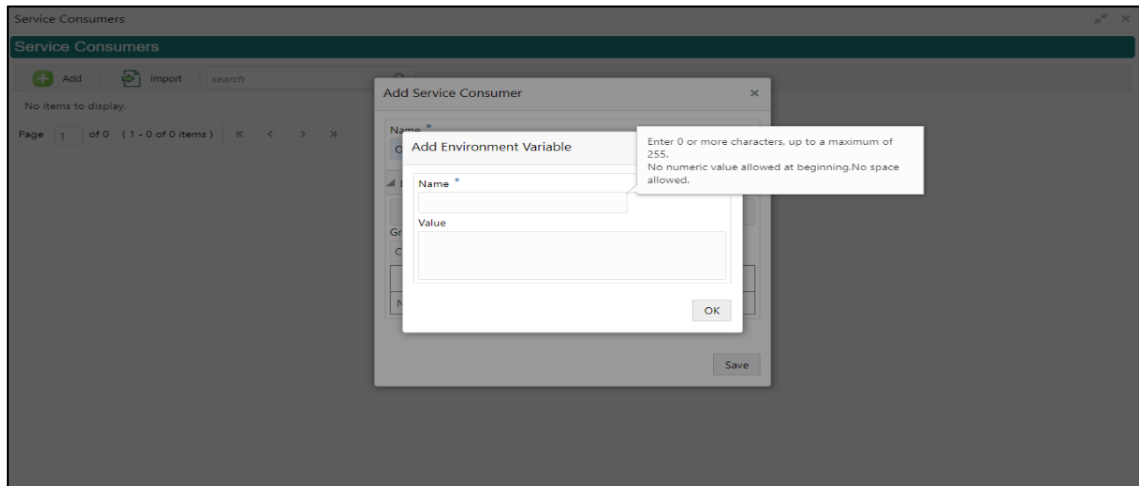 Service Consumers
Service Consumers
Add Import search
No items to display.
Page 1 of 0 (1 - 0 of 0 items) K < > >I
Add Service Consumer
Name *
Add Environment Variable
Enter 0 or more characters, up to a maximum of
255.
No numeric value allowed at beginning.No space
allowed.
Name *
Value
Gr
C
N
OK
Save